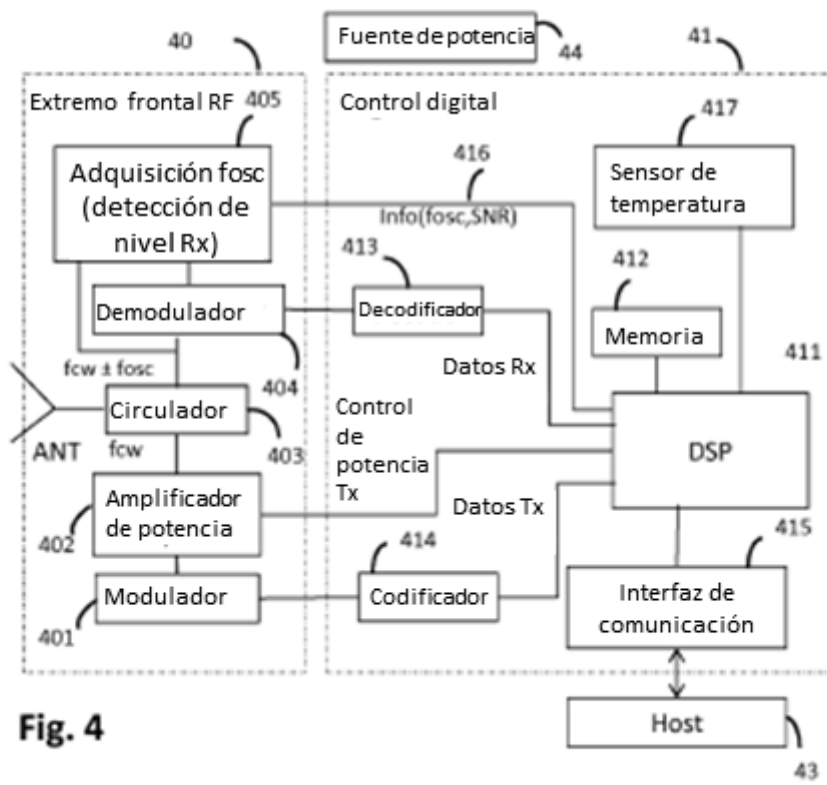 40
Fuente de potencia
44
41
Extremo frontal RF
405
Control digital
417
Adquisición fosc
(detección de
nivel Rx)
416
Info(fosc,SNR)
Sensor de
temperatura
413
412
Demodulador
Decodificador
Memoria
fcw ± fosc
404
Datos Rx
411
Circulador
403
ANT
fcw
Control
de
potencia
Tx
DSP
Amplificador
de potencia
402
Datos Tx
414
415
Modulador
401
Codificador
Interfaz de
comunicación
Fig. 4
Host
43